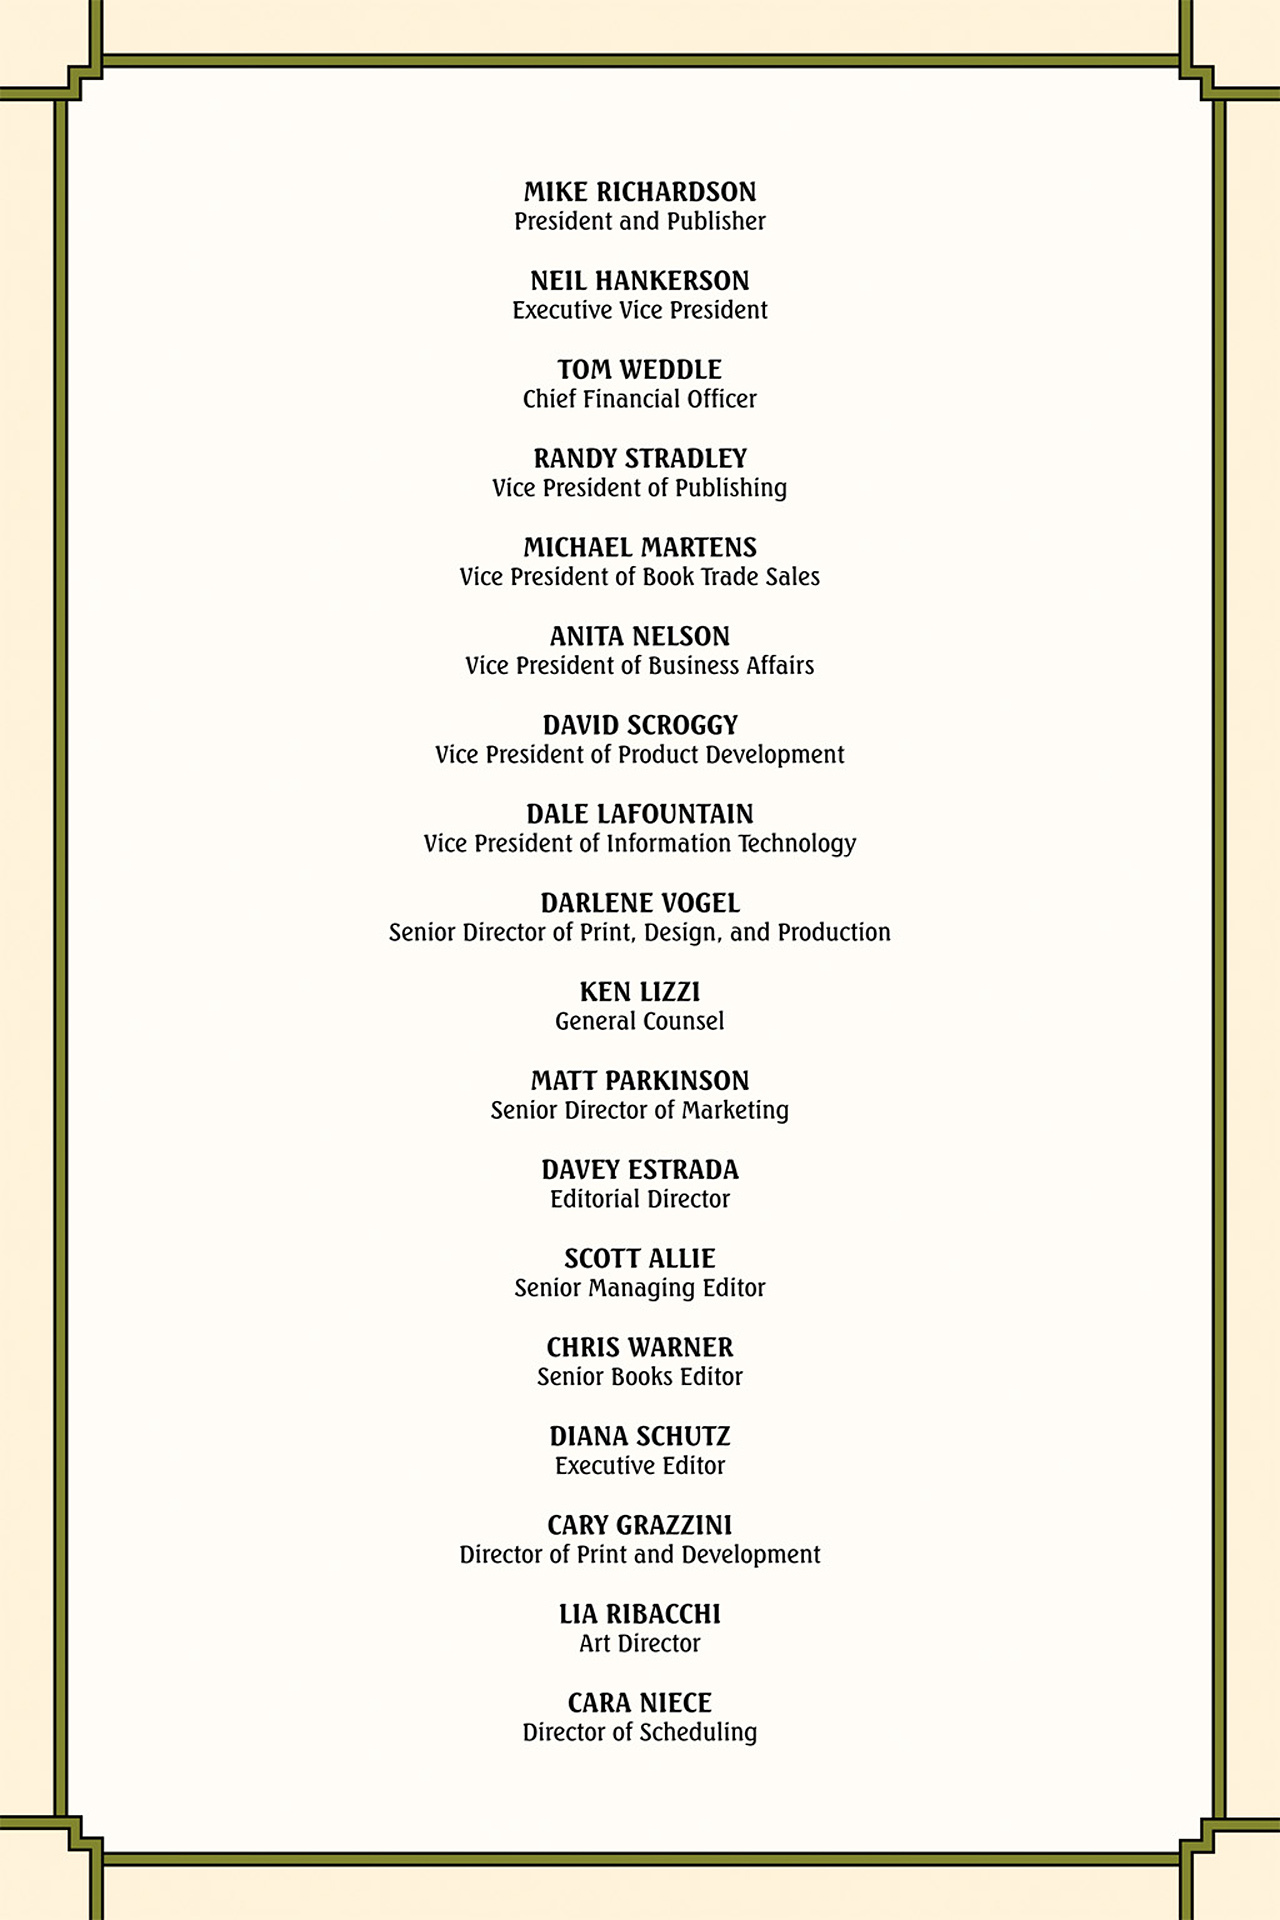 MIKE RICHARDSON
President and Publisher
NEIL HANKERSON
Executive Vice President
TOM WEDDLE
Chief Financial Officer
RANDY STRADLEY
Vice President of Publishing
MICHAEL MARTENS
Vice President of Book Trade Sales
ANITA NELSON
Vice President of Business Affairs
DAVID SCROGGY
Vice President of Product Development
DALE LAFOUNTAIN
Vice President of Information Technology
DARLENE VOGEL
Senior Director of Print, Design, and Production
KEN LIZZI
General Counsel
MATT PARKINSON
Senior Director of Marketing
DAVEY ESTRADA
Editorial Director
SCOTT ALLIE
Senior Managing Editor
CHRIS WARNER
Senior Books Editor
DIANA SCHUTZ
Executive Editor
CARY GRAZZINI
Director of Print and Development
LIA RIBACCHI
Art Director
CARA NIECE
Director of Scheduling